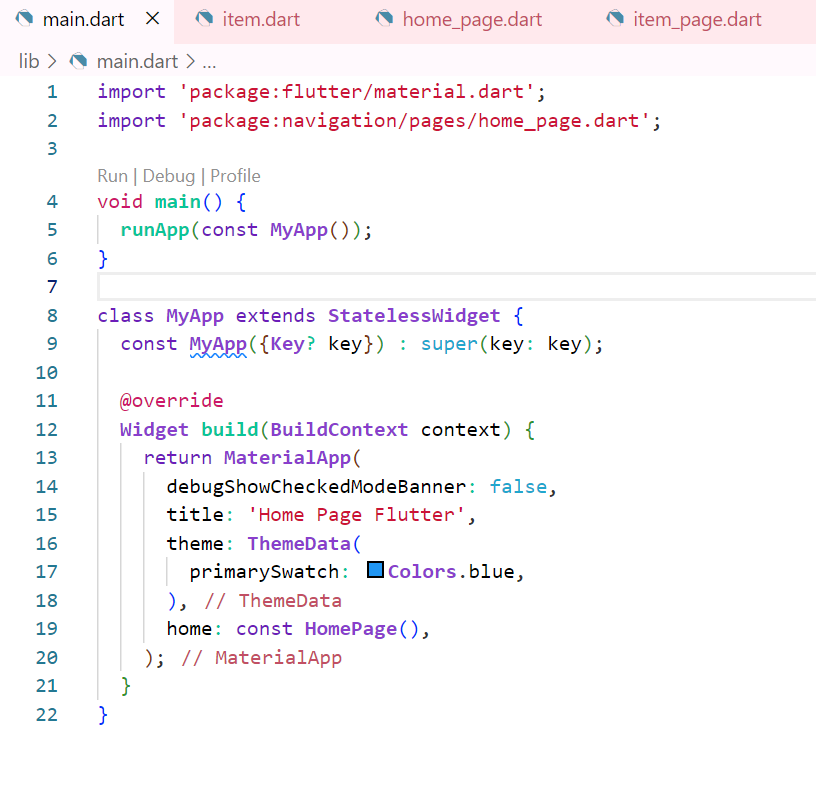 main.dart × item.dart home_page.dart item_page.dart
lib > main.dart > ...
1 import 'package:flutter/material.dart';
2 import 'package:navigation/pages/home_page.dart';
3
Run | Debug | Profile
4 void main() {
5   runApp(const MyApp());
6 }
7
8 class MyApp extends StatelessWidget {
9   const MyApp({Key? key}) : super(key: key);
10
11   @override
12   Widget build(BuildContext context) {
13     return MaterialApp(
14       debugShowCheckedModeBanner: false,
15       title: 'Home Page Flutter',
16       theme: ThemeData(
17         primarySwatch: Colors.blue,
18       ), // ThemeData
19       home: const HomePage(),
20     ); // MaterialApp
21   }
22 }